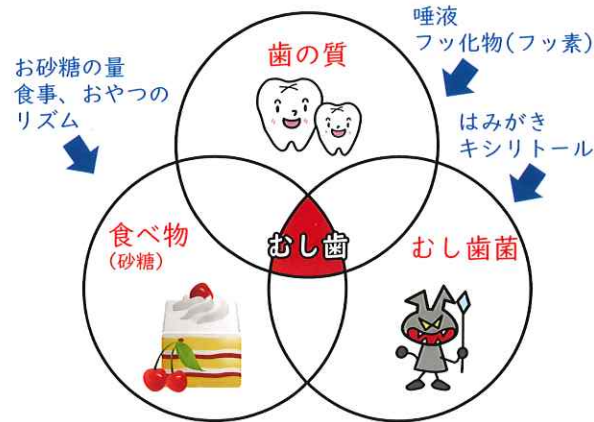 唾液
フッ化物(フッ素)
歯の質
お砂糖の量
食事、おやつの
リズム
はみがき
キシリトール
食べ物
(砂糖)
むし歯
むし歯菌